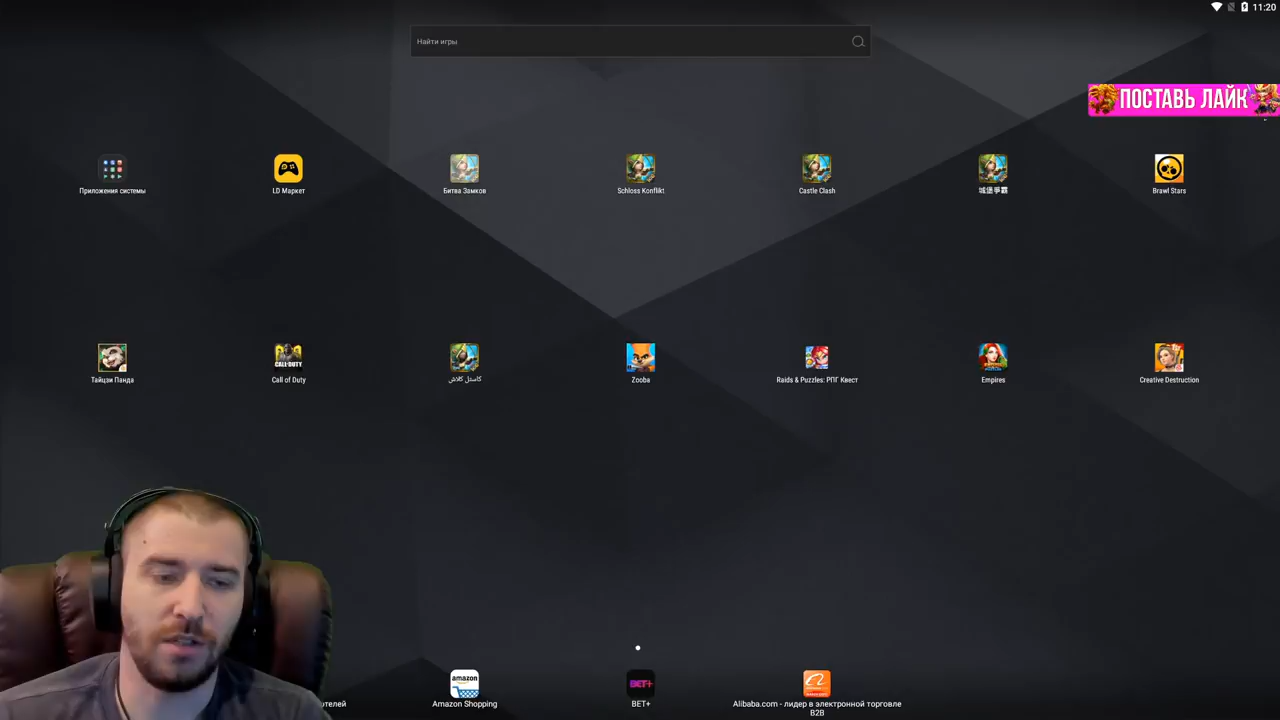 11:20
Найти игры
ПОСТАВЬ ЛАЙК
Приложения системы
LD Маркет
Битва Замков
Schloss Konflikt
Castle Clash
城堡爭霸
Brawl Stars
CALL OF DUTY
Тайцзи Панда
Call of Duty
كاستل كلاش
Zooba
Raids & Puzzles: РПГ Квест
Empires
Creative Destruction
amazon
BET+
Amazon Shopping
BET+
Alibaba.com - лидер в электронной торговле
B2B